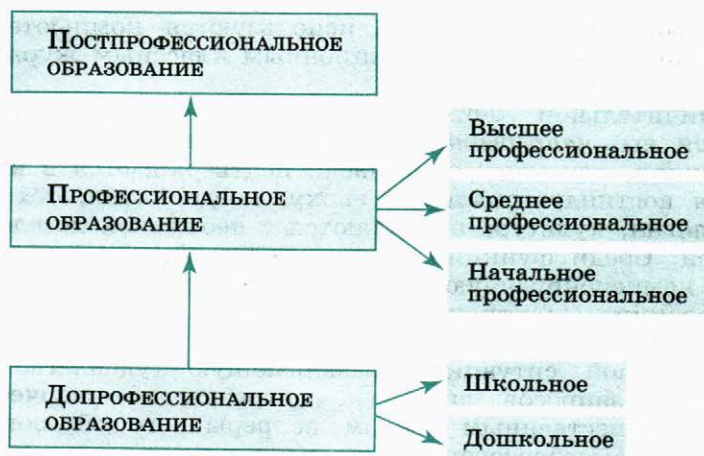 Постпрофессиональное
образование
Высшее
профессиональное
Профессиональное
образование
Среднее
профессиональное
Начальное
профессиональное
Допрофессиональное
образование
Школьное
Дошкольное